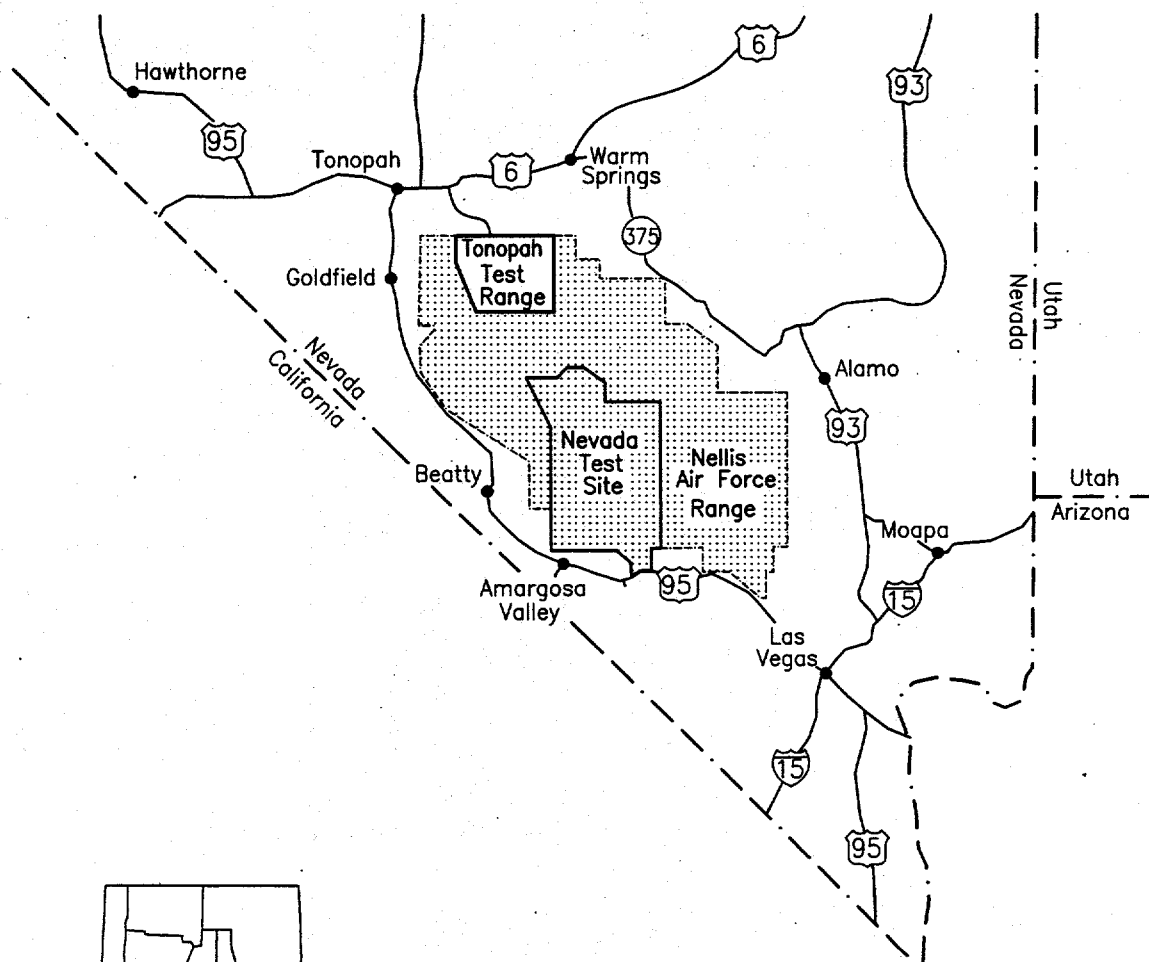 6
93
Hawthorne
95
Tonopah
6
Warm
Springs
375
Tonopah
Test
Range
Goldfield
Utah
Nevada
Nevada
California
Alamo
93
Nevada
Test
Site
Nellis
Air Force
Range
Beatty
Utah
Arizona
Moapa
Amargosa
Valley
95
15
Las
Vegas
15
95